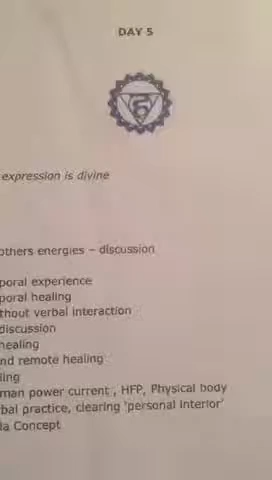 DAY 5
expression is divine
others energies – discussion
poral experience
poral healing
thout verbal interaction
discussion
healing
nd remote healing
ling
man power current , HFP, Physical body
bal practice, clearing 'personal interior'
la Concept